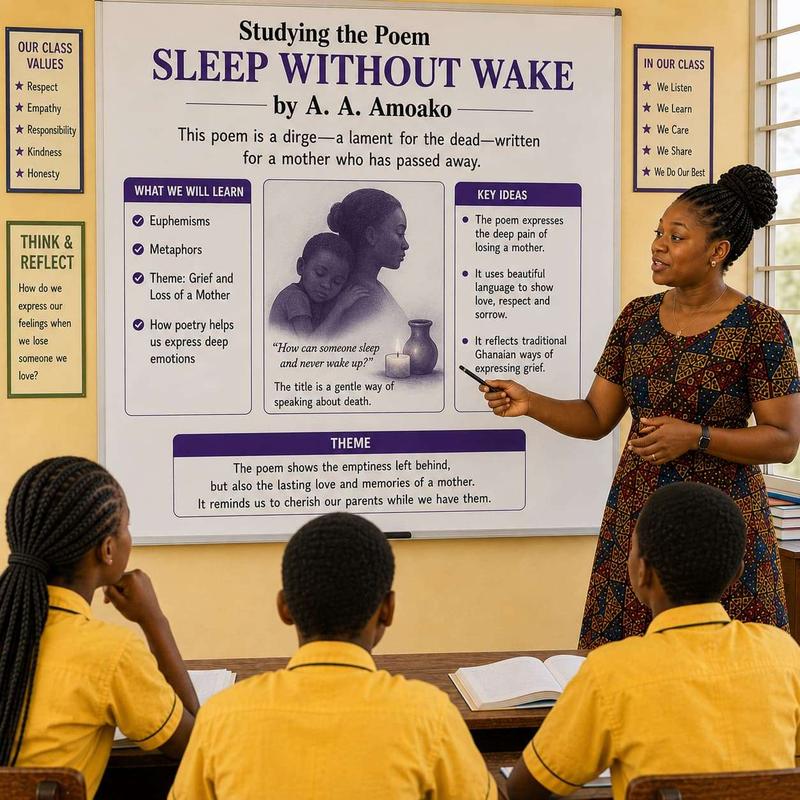 Studying the Poem
SLEEP WITHOUT WAKE
by A. A. Amoako
This poem is a dirge—a lament for the dead—written
for a mother who has passed away.
OUR CLASS
VALUES
★ Respect
★ Empathy
★ Responsibility
★ Kindness
★ Honesty
THINK &
REFLECT
How do we
express our
feelings when
we lose
someone we
love?
WHAT WE WILL LEARN
Euphemisms
Metaphors
Theme: Grief and
Loss of a Mother
How poetry helps
us express deep
emotions
“How can someone sleep
and never wake up?”
The title is a gentle way of
speaking about death.
KEY IDEAS
• The poem expresses
the deep pain of
losing a mother.
• It uses beautiful
language to show
love, respect and
sorrow.
• It reflects traditional
Ghanaian ways of
expressing grief.
THEME
The poem shows the emptiness left behind,
but also the lasting love and memories of a mother.
It reminds us to cherish our parents while we have them.
IN OUR CLASS
★ We Listen
★ We Learn
★ We Care
★ We Share
★ We Do Our Best